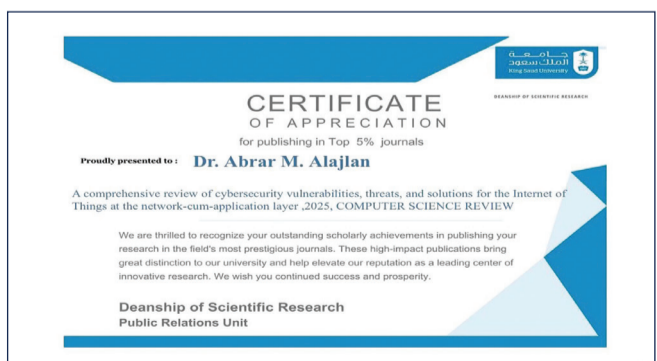 جـامـعـة
الملك سعود
King Saud University
DEANSHIP OF SCIENTIFIC RESEARCH
CERTIFICATE
OF APPRECIATION
for publishing in Top 5% journals
Proudly presented to : Dr. Abrar M. Alajlan
A comprehensive review of cybersecurity vulnerabilities, threats, and solutions for the Internet of
Things at the network-cum-application layer ,2025, COMPUTER SCIENCE REVIEW
We are thrilled to recognize your outstanding scholarly achievements in publishing your
research in the field's most prestigious journals. These high-impact publications bring
great distinction to our university and help elevate our reputation as a leading center of
innovative research. We wish you continued success and prosperity.
Deanship of Scientific Research
Public Relations Unit